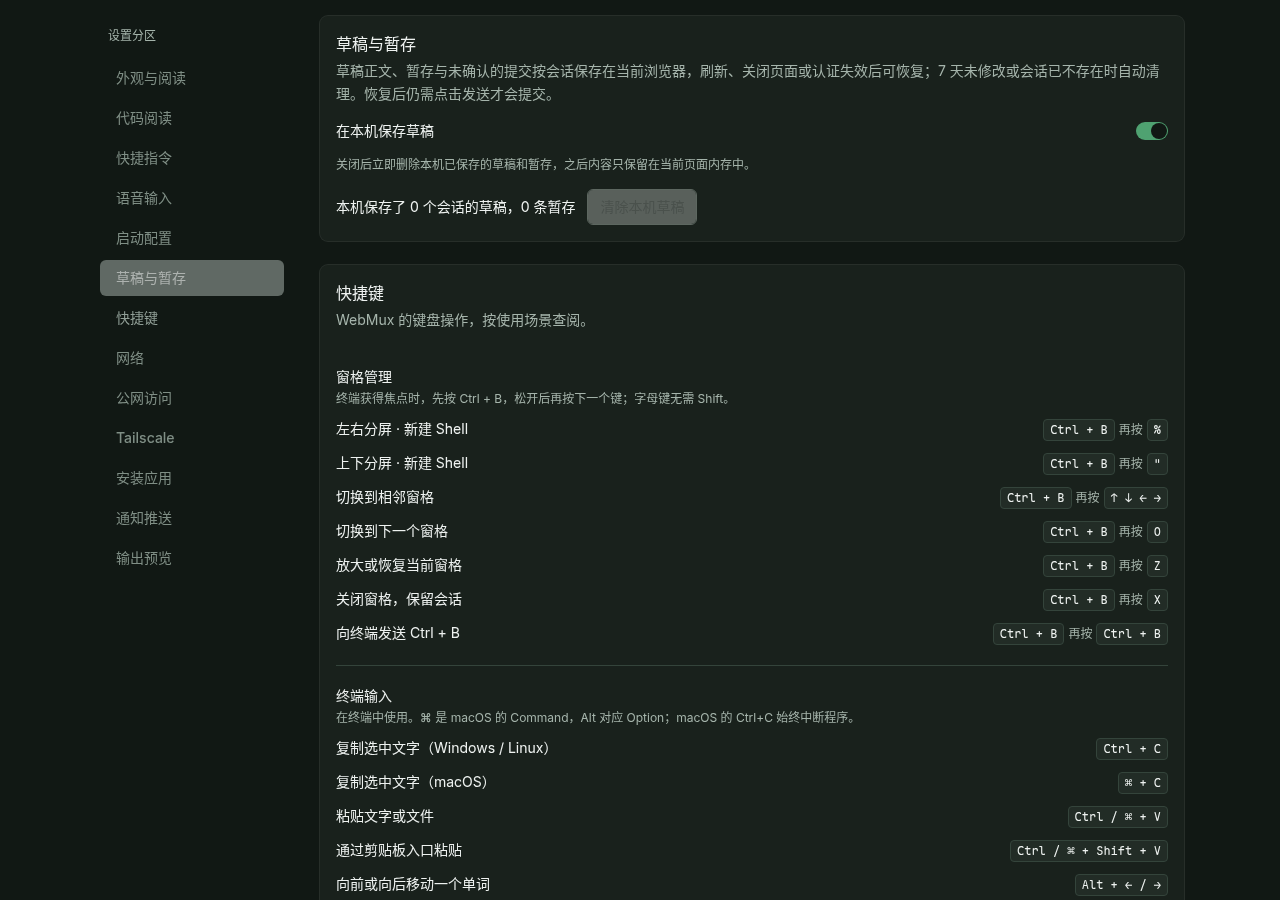 设置分区
外观与阅读
代码阅读
快捷指令
语音输入
启动配置
草稿与暂存
快捷键
网络
公网访问
Tailscale
安装应用
通知推送
输出预览
草稿与暂存
草稿正文、暂存与未确认的提交按会话保存在当前浏览器，刷新、关闭页面或认证失效后可恢复；7 天未修改或会话已不存在时自动清
理。恢复后仍需点击发送才会提交。
在本机保存草稿
关闭后立即删除本机已保存的草稿和暂存，之后内容只保留在当前页面内存中。
本机保存了 0 个会话的草稿，0 条暂存 清除本机草稿
快捷键
WebMux 的键盘操作，按使用场景查阅。
窗格管理
终端获得焦点时，先按 Ctrl + B，松开后再按下一个键；字母键无需 Shift。
左右分屏 · 新建 Shell Ctrl + B 再按 %
上下分屏 · 新建 Shell Ctrl + B 再按 "
切换到相邻窗格 Ctrl + B 再按 ↑ ↓ ← →
切换到下一个窗格 Ctrl + B 再按 O
放大或恢复当前窗格 Ctrl + B 再按 Z
关闭窗格，保留会话 Ctrl + B 再按 X
向终端发送 Ctrl + B Ctrl + B 再按 Ctrl + B
终端输入
在终端中使用。⌘ 是 macOS 的 Command，Alt 对应 Option；macOS 的 Ctrl+C 始终中断程序。
复制选中文字（Windows / Linux） Ctrl + C
复制选中文字（macOS） ⌘ + C
粘贴文字或文件 Ctrl / ⌘ + V
通过剪贴板入口粘贴 Ctrl / ⌘ + Shift + V
向前或向后移动一个单词 Alt + ← / →